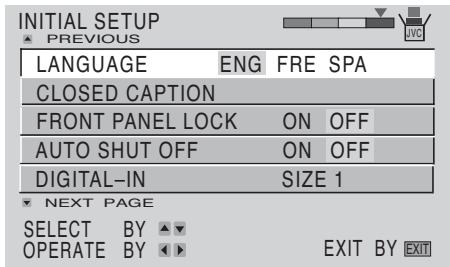 INITIAL SETUP
JVC
PREVIOUS
LANGUAGE ENG FRE SPA
CLOSED CAPTION
FRONT PANEL LOCK ON OFF
AUTO SHUT OFF ON OFF
DIGITAL–IN SIZE 1
NEXT PAGE
SELECT BY
OPERATE BY
EXIT BY EXIT